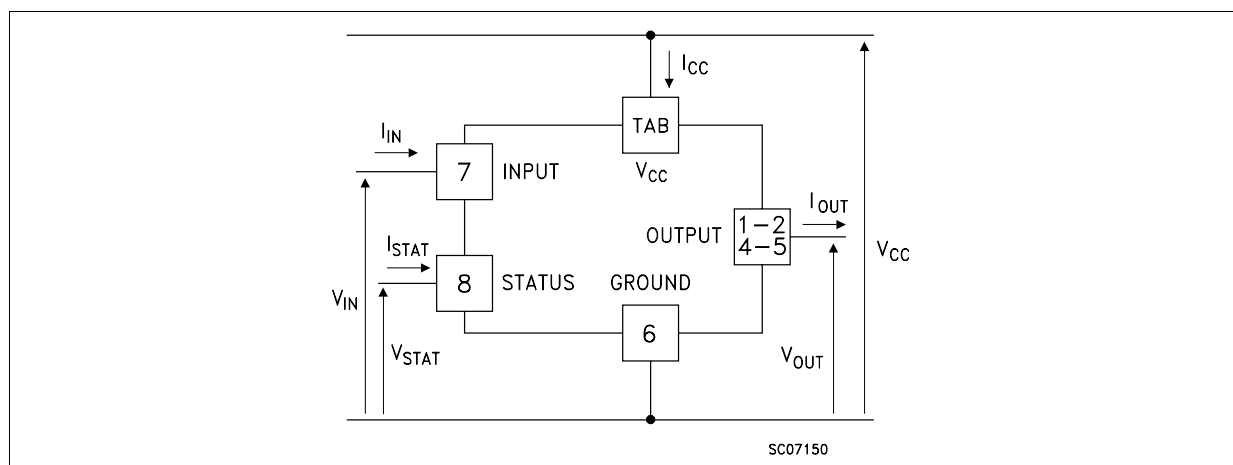 I_CC
TAB
V_CC
I_IN
7 INPUT
I_OUT
1-2
4-5
OUTPUT
V_CC
I_STAT
8 STATUS
GROUND
6
V_IN
V_STAT
V_OUT
SC07150